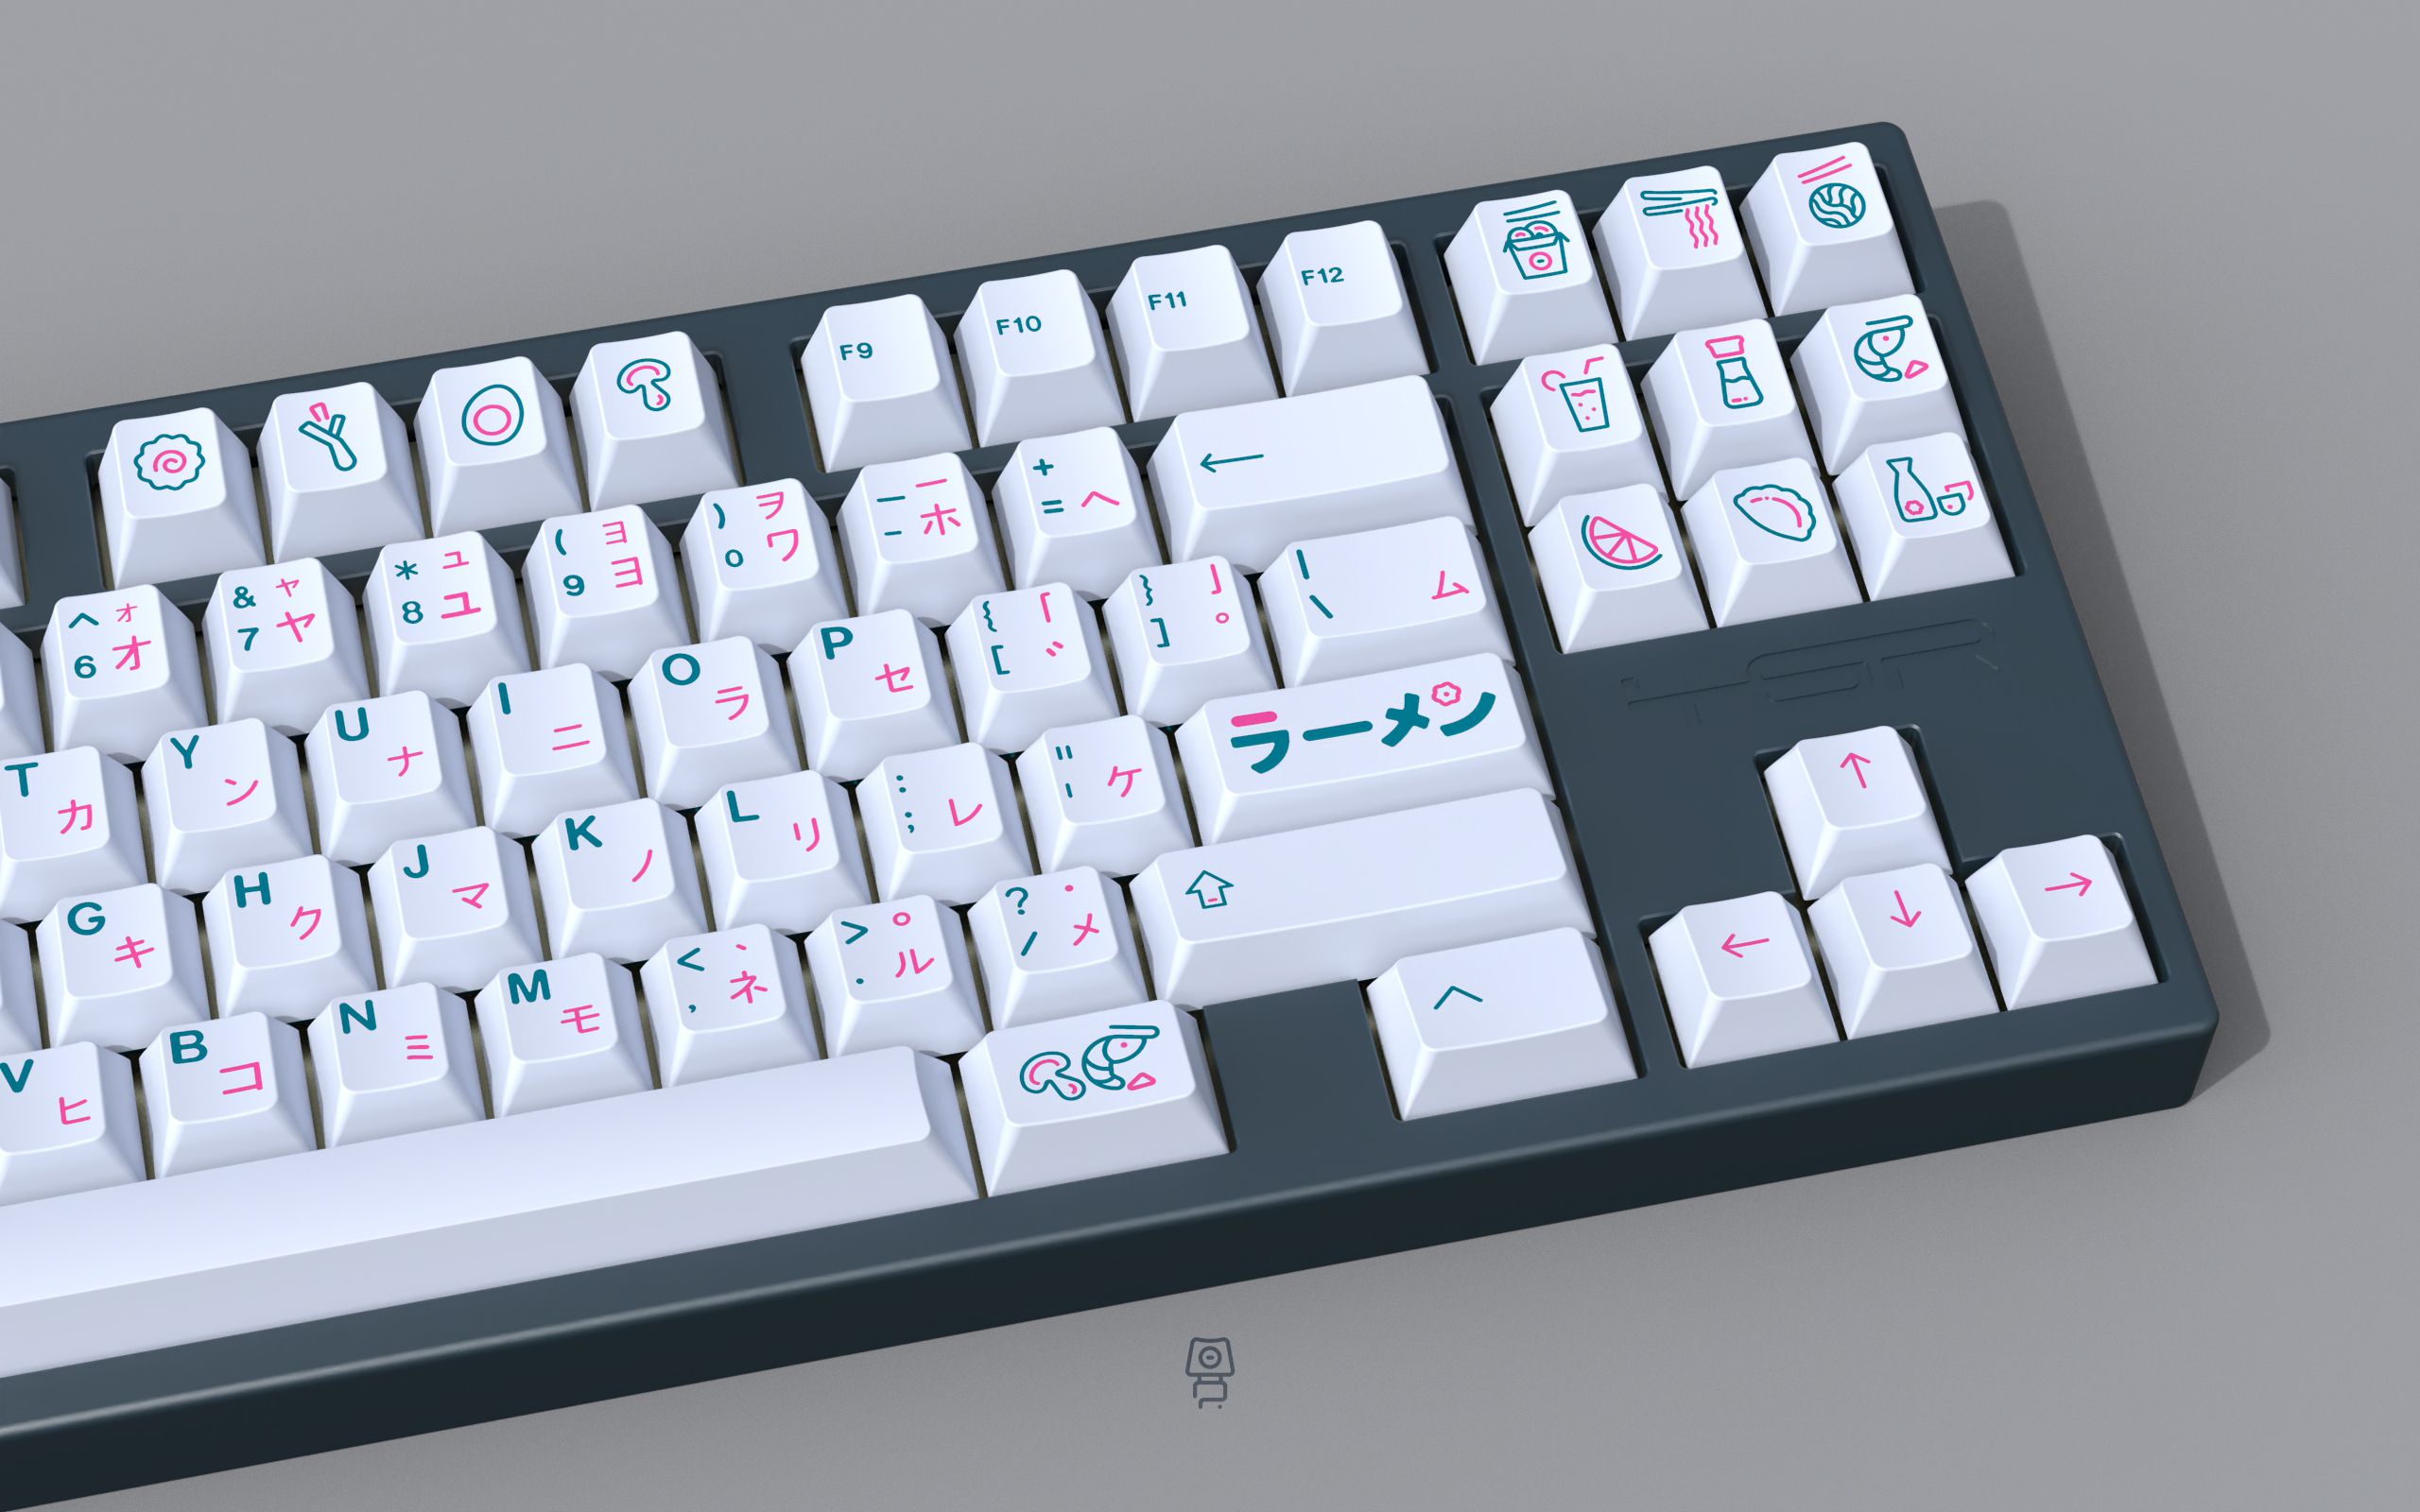 F9 F10 F11 F12
^ ォ & ャ * ュ ( ョ ) ヲ _ ー +
6 オ 7 ヤ 8 ユ 9 ヨ 0 ワ - ホ = ヘ ←
T カ Y ン U ナ I ニ O ラ P セ { 「 [ ゛ } 」 ] ゜ | \ ム
G キ H ク J マ K ノ L リ : ; レ " ' ケ ラーメン
V ヒ B コ N ミ M モ < 、 , ネ > 。 . ル ? ・ / メ
↑
← ↓ →